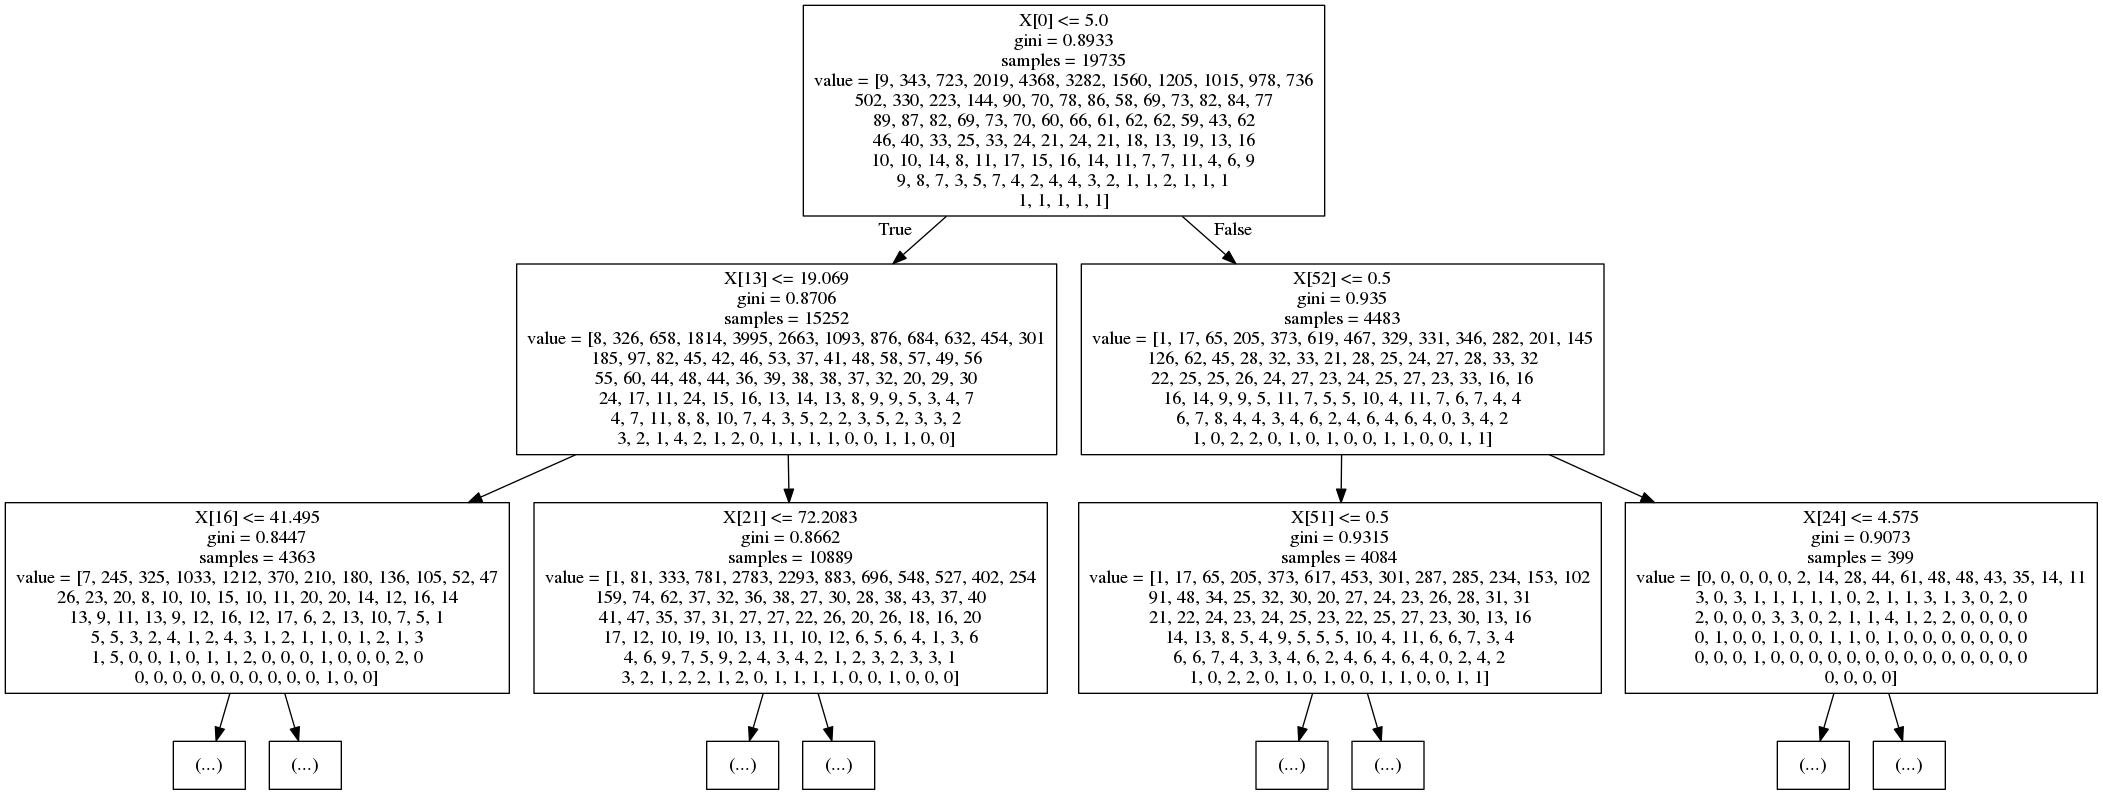 X[0] <= 5.0
gini = 0.8933
samples = 19735
value = [9, 343, 723, 2019, 4368, 3282, 1560, 1205, 1015, 978, 736
502, 330, 223, 144, 90, 70, 78, 86, 58, 69, 73, 82, 84, 77
89, 87, 82, 69, 73, 70, 60, 66, 61, 62, 62, 59, 43, 62
46, 40, 33, 25, 33, 24, 21, 24, 21, 18, 13, 19, 13, 16
10, 10, 14, 8, 11, 17, 15, 16, 14, 11, 7, 7, 11, 4, 6, 9
9, 8, 7, 3, 5, 7, 4, 2, 4, 4, 3, 2, 1, 1, 2, 1, 1, 1
1, 1, 1, 1, 1]
True
False
X[13] <= 19.069
gini = 0.8706
samples = 15252
value = [8, 326, 658, 1814, 3995, 2663, 1093, 876, 684, 632, 454, 301
185, 97, 82, 45, 42, 46, 53, 37, 41, 48, 58, 57, 49, 56
55, 60, 44, 48, 44, 36, 39, 38, 38, 37, 32, 20, 29, 30
24, 17, 11, 24, 15, 16, 13, 14, 13, 8, 9, 9, 5, 3, 4, 7
4, 7, 11, 8, 8, 10, 7, 4, 3, 5, 2, 2, 3, 5, 2, 3, 3, 2
3, 2, 1, 4, 2, 1, 2, 0, 1, 1, 1, 1, 0, 0, 1, 1, 0, 0]
X[52] <= 0.5
gini = 0.935
samples = 4483
value = [1, 17, 65, 205, 373, 619, 467, 329, 331, 346, 282, 201, 145
126, 62, 45, 28, 32, 33, 21, 28, 25, 24, 27, 28, 33, 32
22, 25, 25, 26, 24, 27, 23, 24, 25, 27, 23, 33, 16, 16
16, 14, 9, 9, 5, 11, 7, 5, 5, 10, 4, 11, 7, 6, 7, 4, 4
6, 7, 8, 4, 4, 3, 4, 6, 2, 4, 6, 4, 6, 4, 0, 3, 4, 2
1, 0, 2, 2, 0, 1, 0, 1, 0, 0, 1, 1, 0, 0, 1, 1]
X[16] <= 41.495
gini = 0.8447
samples = 4363
value = [7, 245, 325, 1033, 1212, 370, 210, 180, 136, 105, 52, 47
26, 23, 20, 8, 10, 10, 15, 10, 11, 20, 20, 14, 12, 16, 14
13, 9, 11, 13, 9, 12, 16, 12, 17, 6, 2, 13, 10, 7, 5, 1
5, 5, 3, 2, 4, 1, 2, 4, 3, 1, 2, 1, 1, 0, 1, 2, 1, 3
1, 5, 0, 0, 1, 0, 1, 1, 2, 0, 0, 0, 1, 0, 0, 0, 2, 0
0, 0, 0, 0, 0, 0, 0, 0, 0, 0, 1, 0, 0]
X[21] <= 72.2083
gini = 0.8662
samples = 10889
value = [1, 81, 333, 781, 2783, 2293, 883, 696, 548, 527, 402, 254
159, 74, 62, 37, 32, 36, 38, 27, 30, 28, 38, 43, 37, 40
41, 47, 35, 37, 31, 27, 27, 22, 26, 20, 26, 18, 16, 20
17, 12, 10, 19, 10, 13, 11, 10, 12, 6, 5, 6, 4, 1, 3, 6
4, 6, 9, 7, 5, 9, 2, 4, 3, 4, 2, 1, 2, 3, 2, 3, 3, 1
3, 2, 1, 2, 2, 1, 2, 0, 1, 1, 1, 1, 0, 0, 1, 0, 0, 0]
X[51] <= 0.5
gini = 0.9315
samples = 4084
value = [1, 17, 65, 205, 373, 617, 453, 301, 287, 285, 234, 153, 102
91, 48, 34, 25, 32, 30, 20, 27, 24, 23, 26, 28, 31, 31
21, 22, 24, 23, 24, 25, 23, 22, 25, 27, 23, 30, 13, 16
14, 13, 8, 5, 4, 9, 5, 5, 5, 10, 4, 11, 6, 6, 7, 3, 4
6, 6, 7, 4, 3, 3, 4, 6, 2, 4, 6, 4, 6, 4, 0, 2, 4, 2
1, 0, 2, 2, 0, 1, 0, 1, 0, 0, 1, 1, 0, 0, 1, 1]
X[24] <= 4.575
gini = 0.9073
samples = 399
value = [0, 0, 0, 0, 0, 2, 14, 28, 44, 61, 48, 48, 43, 35, 14, 11
3, 0, 3, 1, 1, 1, 1, 1, 0, 2, 1, 1, 3, 1, 3, 0, 2, 0
2, 0, 0, 0, 3, 3, 0, 2, 1, 1, 4, 1, 2, 2, 0, 0, 0, 0
0, 1, 0, 0, 1, 0, 0, 1, 1, 0, 1, 0, 0, 0, 0, 0, 0, 0
0, 0, 0, 1, 0, 0, 0, 0, 0, 0, 0, 0, 0, 0, 0, 0, 0, 0
0, 0, 0, 0]
(...)
(...)
(...)
(...)
(...)
(...)
(...)
(...)